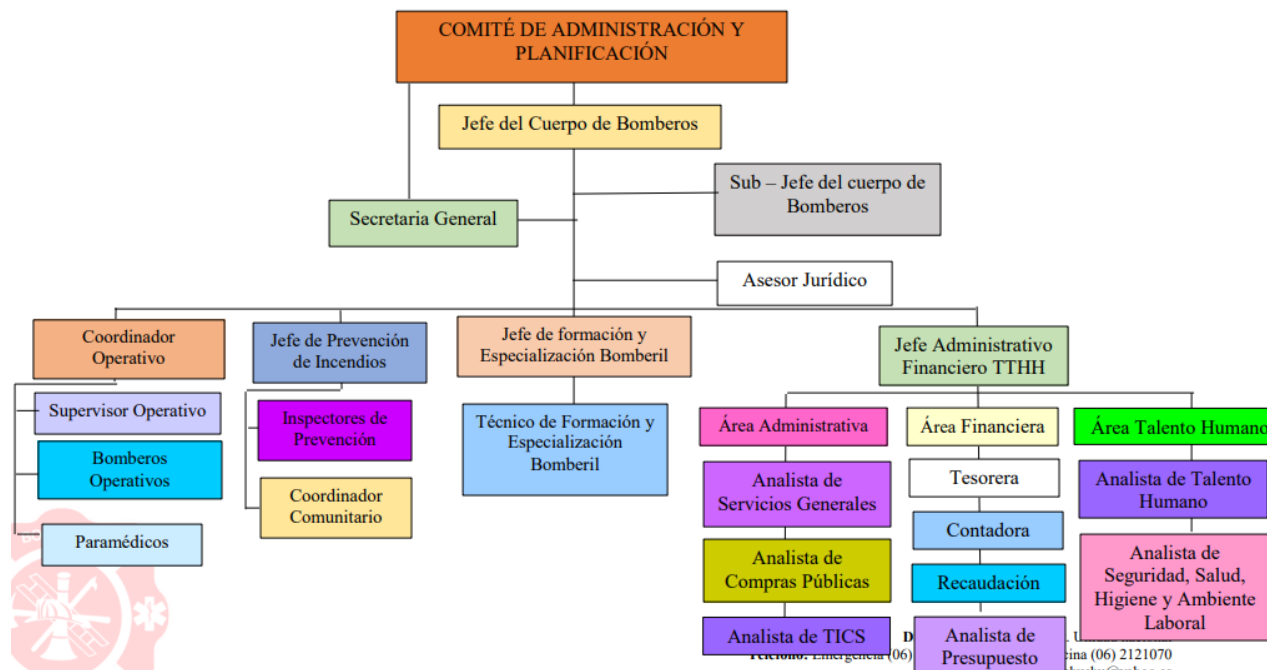 COMITÉ DE ADMINISTRACIÓN Y
PLANIFICACIÓN
Jefe del Cuerpo de Bomberos
Sub – Jefe del cuerpo de
Bomberos
Secretaria General
Asesor Jurídico
Coordinador
Operativo
Jefe de Prevención
de Incendios
Jefe de formación y
Especialización Bomberil
Jefe Administrativo
Financiero TTHH
Supervisor Operativo
Bomberos
Operativos
Paramédicos
Inspectores de
Prevención
Coordinador
Comunitario
Técnico de Formación y
Especialización
Bomberil
Área Administrativa
Analista de
Servicios Generales
Analista de
Compras Públicas
Analista de TICS
Área Financiera
Tesorera
Contadora
Recaudación
Analista de
Presupuesto
Área Talento Humano
Analista de Talento
Humano
Analista de
Seguridad, Salud,
Higiene y Ambiente
Laboral
Emergencia (06)
(06) 2121070